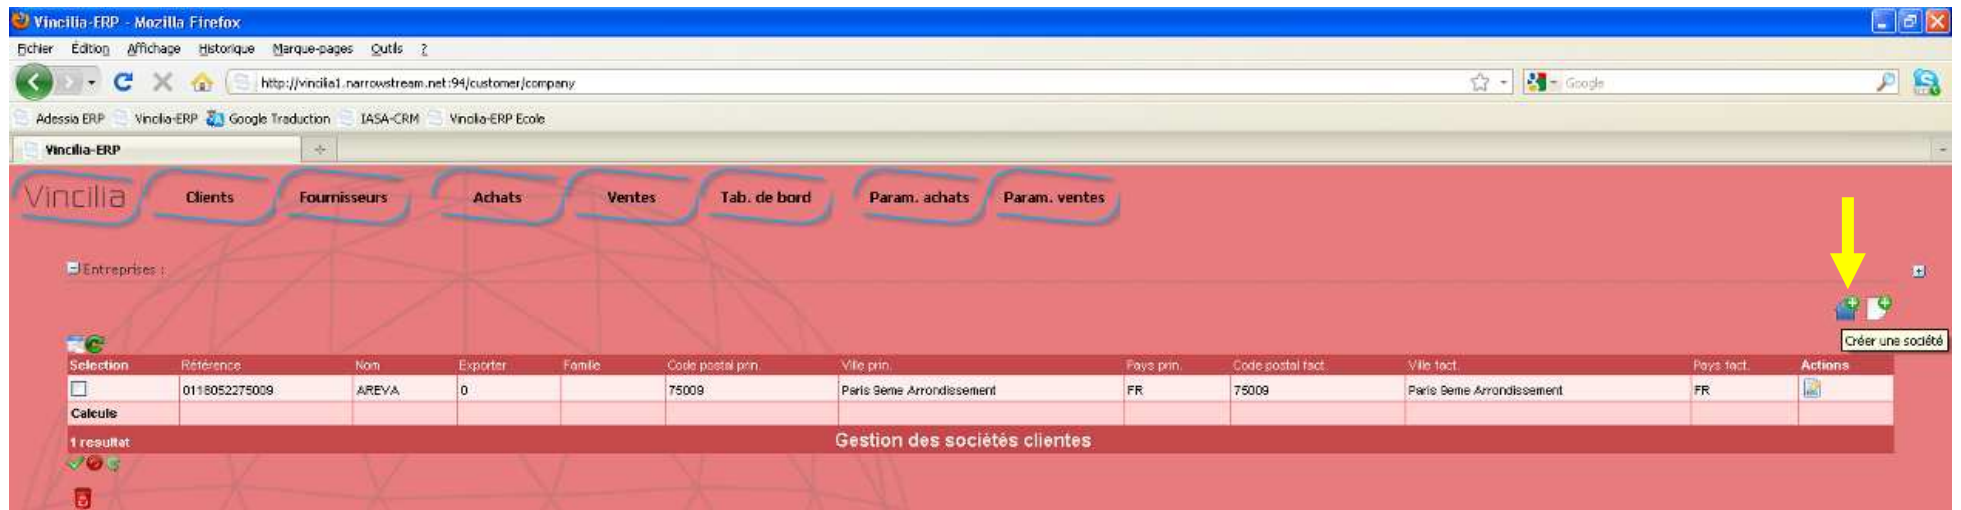 Vincilia-ERP - Mozilla Firefox
Fichier Édition Affichage Historique Marque-pages Outils ?
http://vincilia1.narrowstream.net:94/customer/company
Google
Adessia ERP Vincilia-ERP Google Traduction IASA-CRM Vincilia-ERP Ecole
Vincilia-ERP
Vincilia Clients Fournisseurs Achats Ventes Tab. de bord Param. achats Param. ventes
Entreprises :
Créer une société
Selection Référence Nom Exporter Famille Code postal prin. Ville prin. Pays prin. Code postal fact. Ville fact. Pays fact. Actions
0118052275009 AREVA 0 75009 Paris 9eme Arrondissement FR 75009 Paris 9eme Arrondissement FR
Calculs
1 resultat Gestion des sociétés clientes